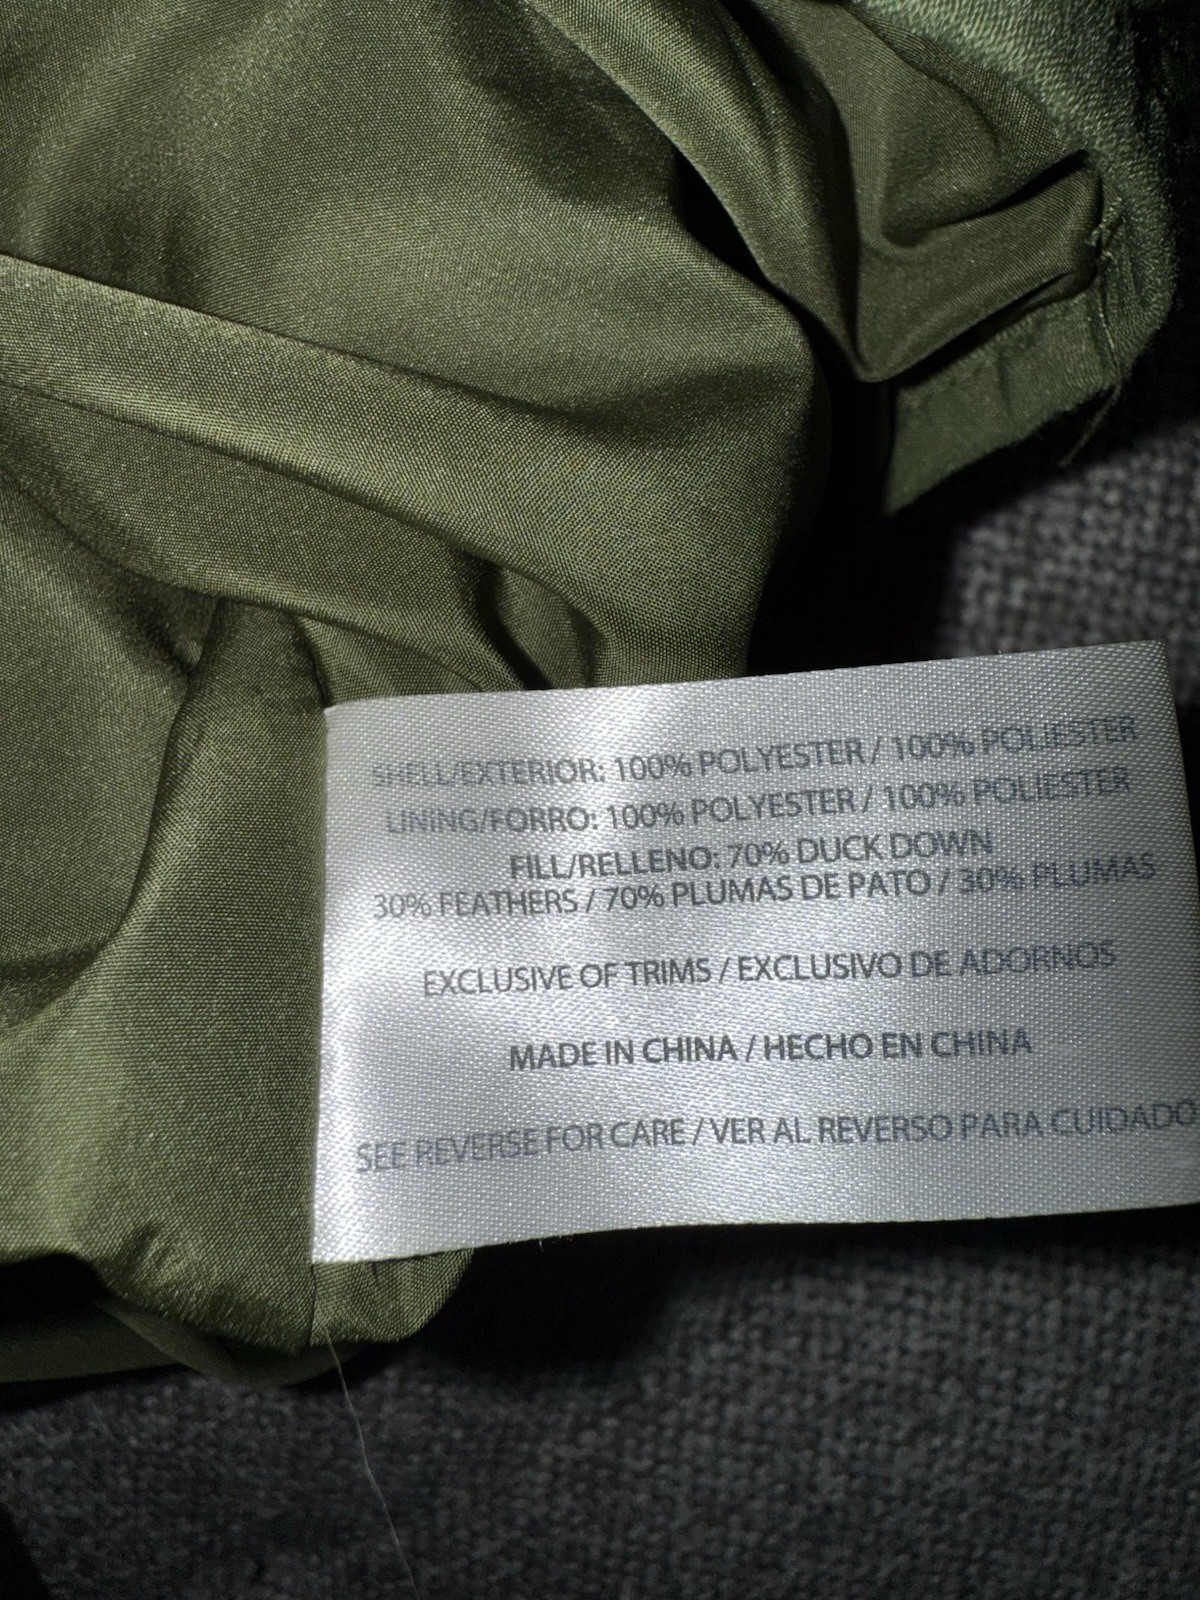 SHELL/EXTERIOR: 100% POLYESTER / 100% POLIESTER
LINING/FORRO: 100% POLYESTER / 100% POLIESTER
FILL/RELLENO: 70% DUCK DOWN
30% FEATHERS / 70% PLUMAS DE PATO / 30% PLUMAS
EXCLUSIVE OF TRIMS / EXCLUSIVO DE ADORNOS
MADE IN CHINA / HECHO EN CHINA
SEE REVERSE FOR CARE / VER AL REVERSO PARA CUIDADO